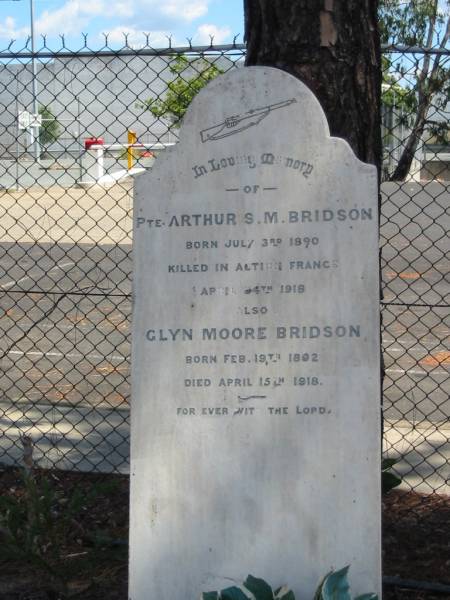 In Loving Memory
OF
PTE. ARTHUR S. M. BRIDSON
BORN JULY 3RD 1890
KILLED IN ACTION FRANCE
APRIL 4TH 1918
ALSO
GLYN MOORE BRIDSON
BORN FEB. 19TH 1892
DIED APRIL 15TH 1918.
FOR EVER WITH THE LORD.